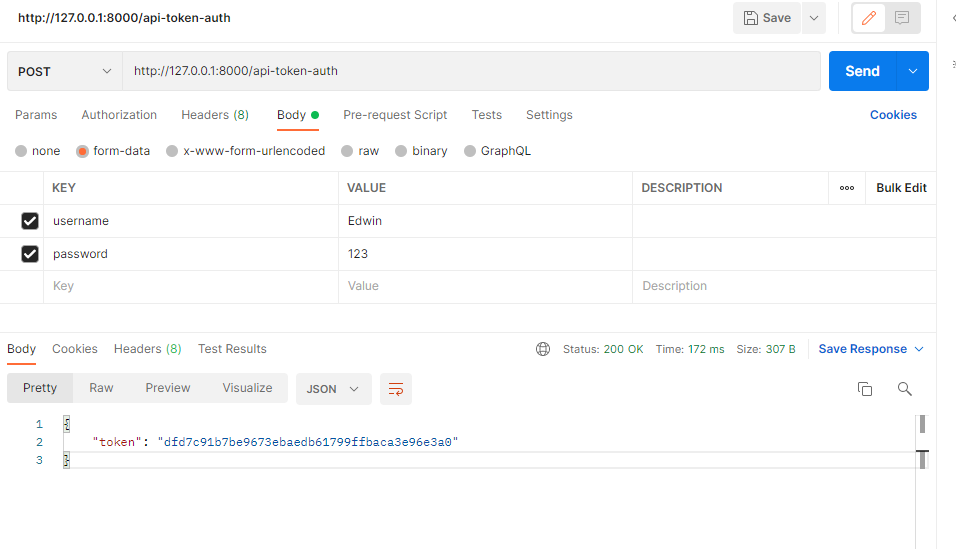 http://127.0.0.1:8000/api-token-auth
Save
POST
http://127.0.0.1:8000/api-token-auth
Send
Params Authorization Headers (8) Body Pre-request Script Tests Settings Cookies
none form-data x-www-form-urlencoded raw binary GraphQL
KEY VALUE DESCRIPTION Bulk Edit
username Edwin
password 123
Key Value Description
Body Cookies Headers (8) Test Results Status: 200 OK Time: 172 ms Size: 307 B Save Response
Pretty Raw Preview Visualize JSON
1 {
2 "token": "dfd7c91b7be9673ebaedb61799ffbaca3e96e3a0"
3 }